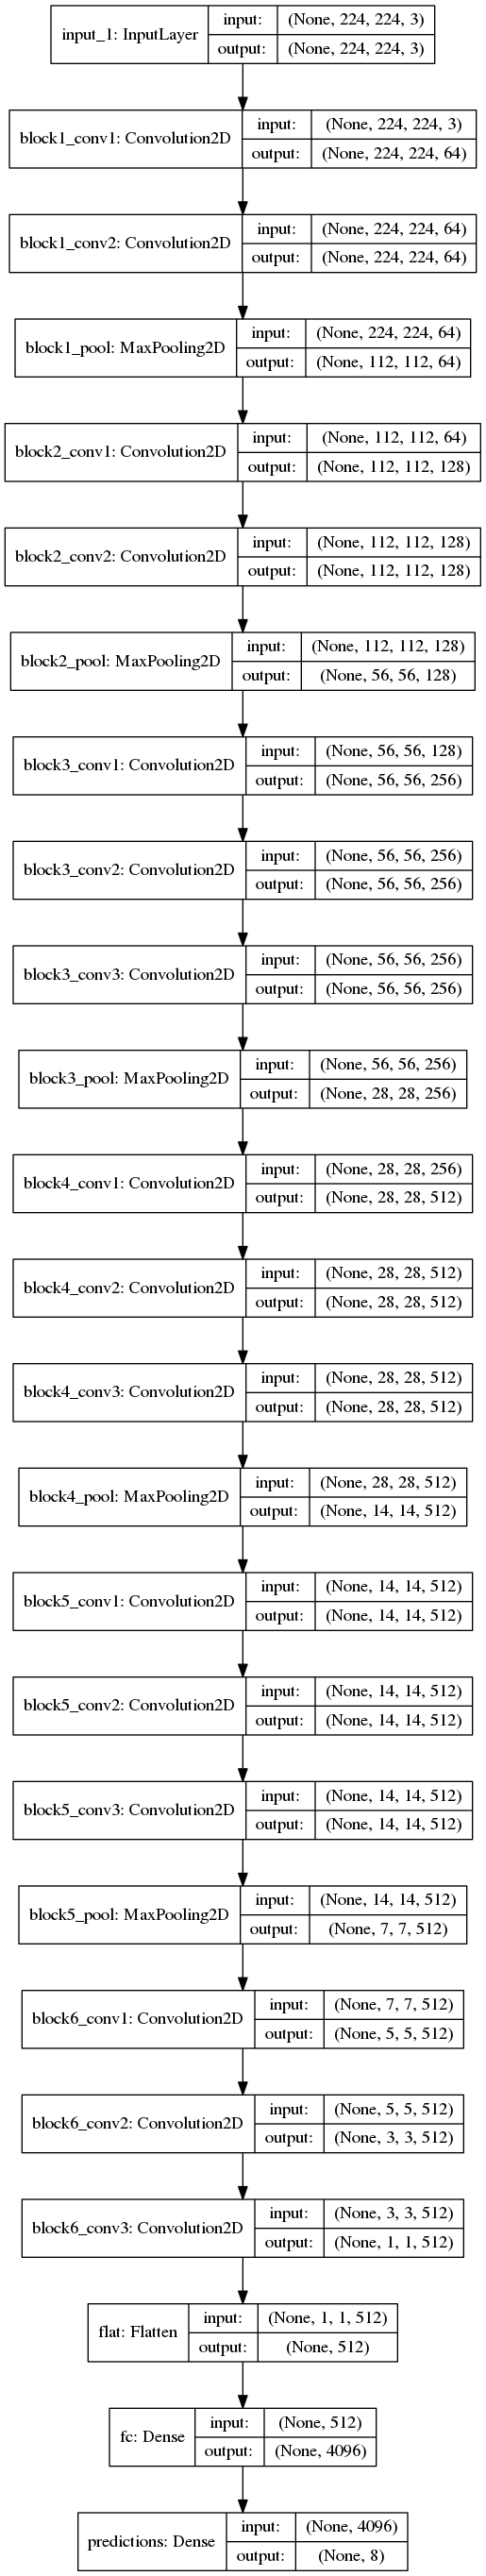 input_1: InputLayer
input:
(None, 224, 224, 3)
output:
(None, 224, 224, 3)
block1_conv1: Convolution2D
input:
(None, 224, 224, 3)
output:
(None, 224, 224, 64)
block1_conv2: Convolution2D
input:
(None, 224, 224, 64)
output:
(None, 224, 224, 64)
block1_pool: MaxPooling2D
input:
(None, 224, 224, 64)
output:
(None, 112, 112, 64)
block2_conv1: Convolution2D
input:
(None, 112, 112, 64)
output:
(None, 112, 112, 128)
block2_conv2: Convolution2D
input:
(None, 112, 112, 128)
output:
(None, 112, 112, 128)
block2_pool: MaxPooling2D
input:
(None, 112, 112, 128)
output:
(None, 56, 56, 128)
block3_conv1: Convolution2D
input:
(None, 56, 56, 128)
output:
(None, 56, 56, 256)
block3_conv2: Convolution2D
input:
(None, 56, 56, 256)
output:
(None, 56, 56, 256)
block3_conv3: Convolution2D
input:
(None, 56, 56, 256)
output:
(None, 56, 56, 256)
block3_pool: MaxPooling2D
input:
(None, 56, 56, 256)
output:
(None, 28, 28, 256)
block4_conv1: Convolution2D
input:
(None, 28, 28, 256)
output:
(None, 28, 28, 512)
block4_conv2: Convolution2D
input:
(None, 28, 28, 512)
output:
(None, 28, 28, 512)
block4_conv3: Convolution2D
input:
(None, 28, 28, 512)
output:
(None, 28, 28, 512)
block4_pool: MaxPooling2D
input:
(None, 28, 28, 512)
output:
(None, 14, 14, 512)
block5_conv1: Convolution2D
input:
(None, 14, 14, 512)
output:
(None, 14, 14, 512)
block5_conv2: Convolution2D
input:
(None, 14, 14, 512)
output:
(None, 14, 14, 512)
block5_conv3: Convolution2D
input:
(None, 14, 14, 512)
output:
(None, 14, 14, 512)
block5_pool: MaxPooling2D
input:
(None, 14, 14, 512)
output:
(None, 7, 7, 512)
block6_conv1: Convolution2D
input:
(None, 7, 7, 512)
output:
(None, 5, 5, 512)
block6_conv2: Convolution2D
input:
(None, 5, 5, 512)
output:
(None, 3, 3, 512)
block6_conv3: Convolution2D
input:
(None, 3, 3, 512)
output:
(None, 1, 1, 512)
flat: Flatten
input:
(None, 1, 1, 512)
output:
(None, 512)
fc: Dense
input:
(None, 512)
output:
(None, 4096)
predictions: Dense
input:
(None, 4096)
output:
(None, 8)